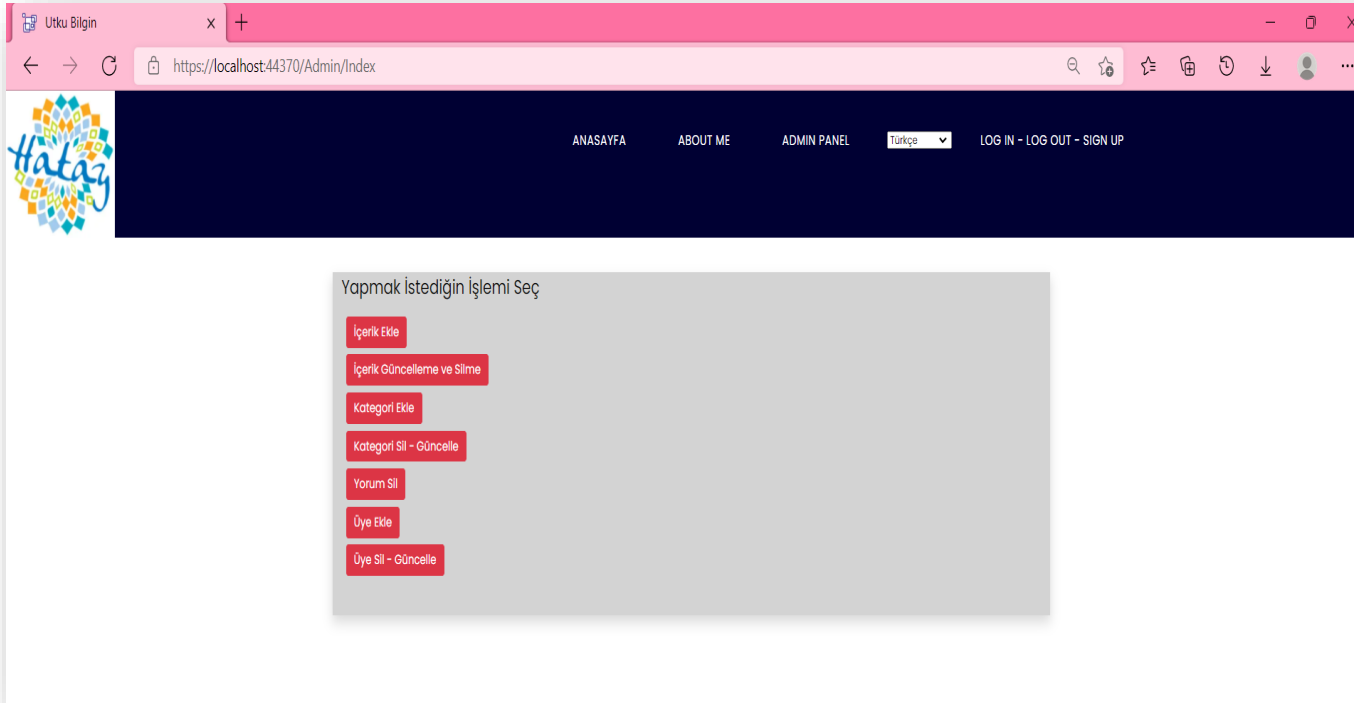 Utku Bilgin
https://localhost:44370/Admin/Index
Hatay
ANASAYFA ABOUT ME ADMIN PANEL Türkçe LOG IN - LOG OUT - SIGN UP
Yapmak İstediğin İşlemi Seç
İçerik Ekle
İçerik Güncelleme ve Silme
Kategori Ekle
Kategori Sil - Güncelle
Yorum Sil
Üye Ekle
Üye Sil - Güncelle